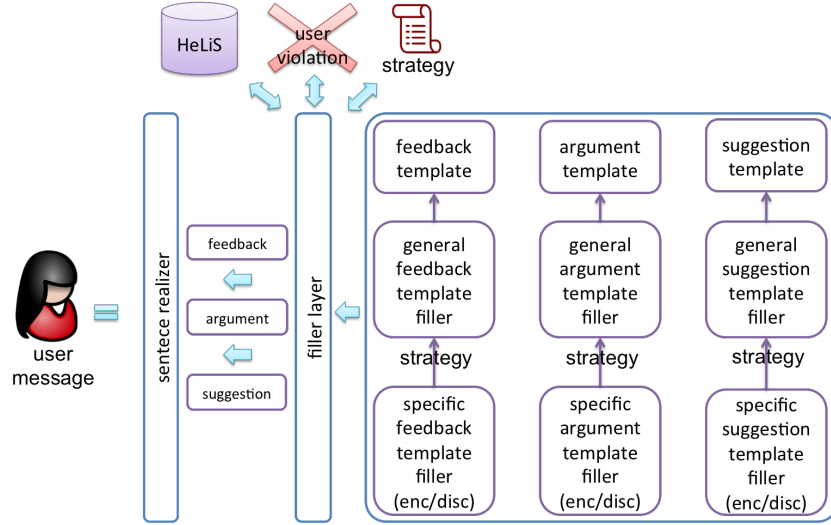 HeLiS
user
violation
strategy
feedback
template
argument
template
suggestion
template
general
feedback
template
filler
general
argument
template
filler
general
suggestion
template
filler
strategy
strategy
strategy
specific
feedback
template
filler
(enc/disc)
specific
argument
template
filler
(enc/disc)
specific
suggestion
template
filler
(enc/disc)
filler layer
feedback
argument
suggestion
sentece realizer
user
message